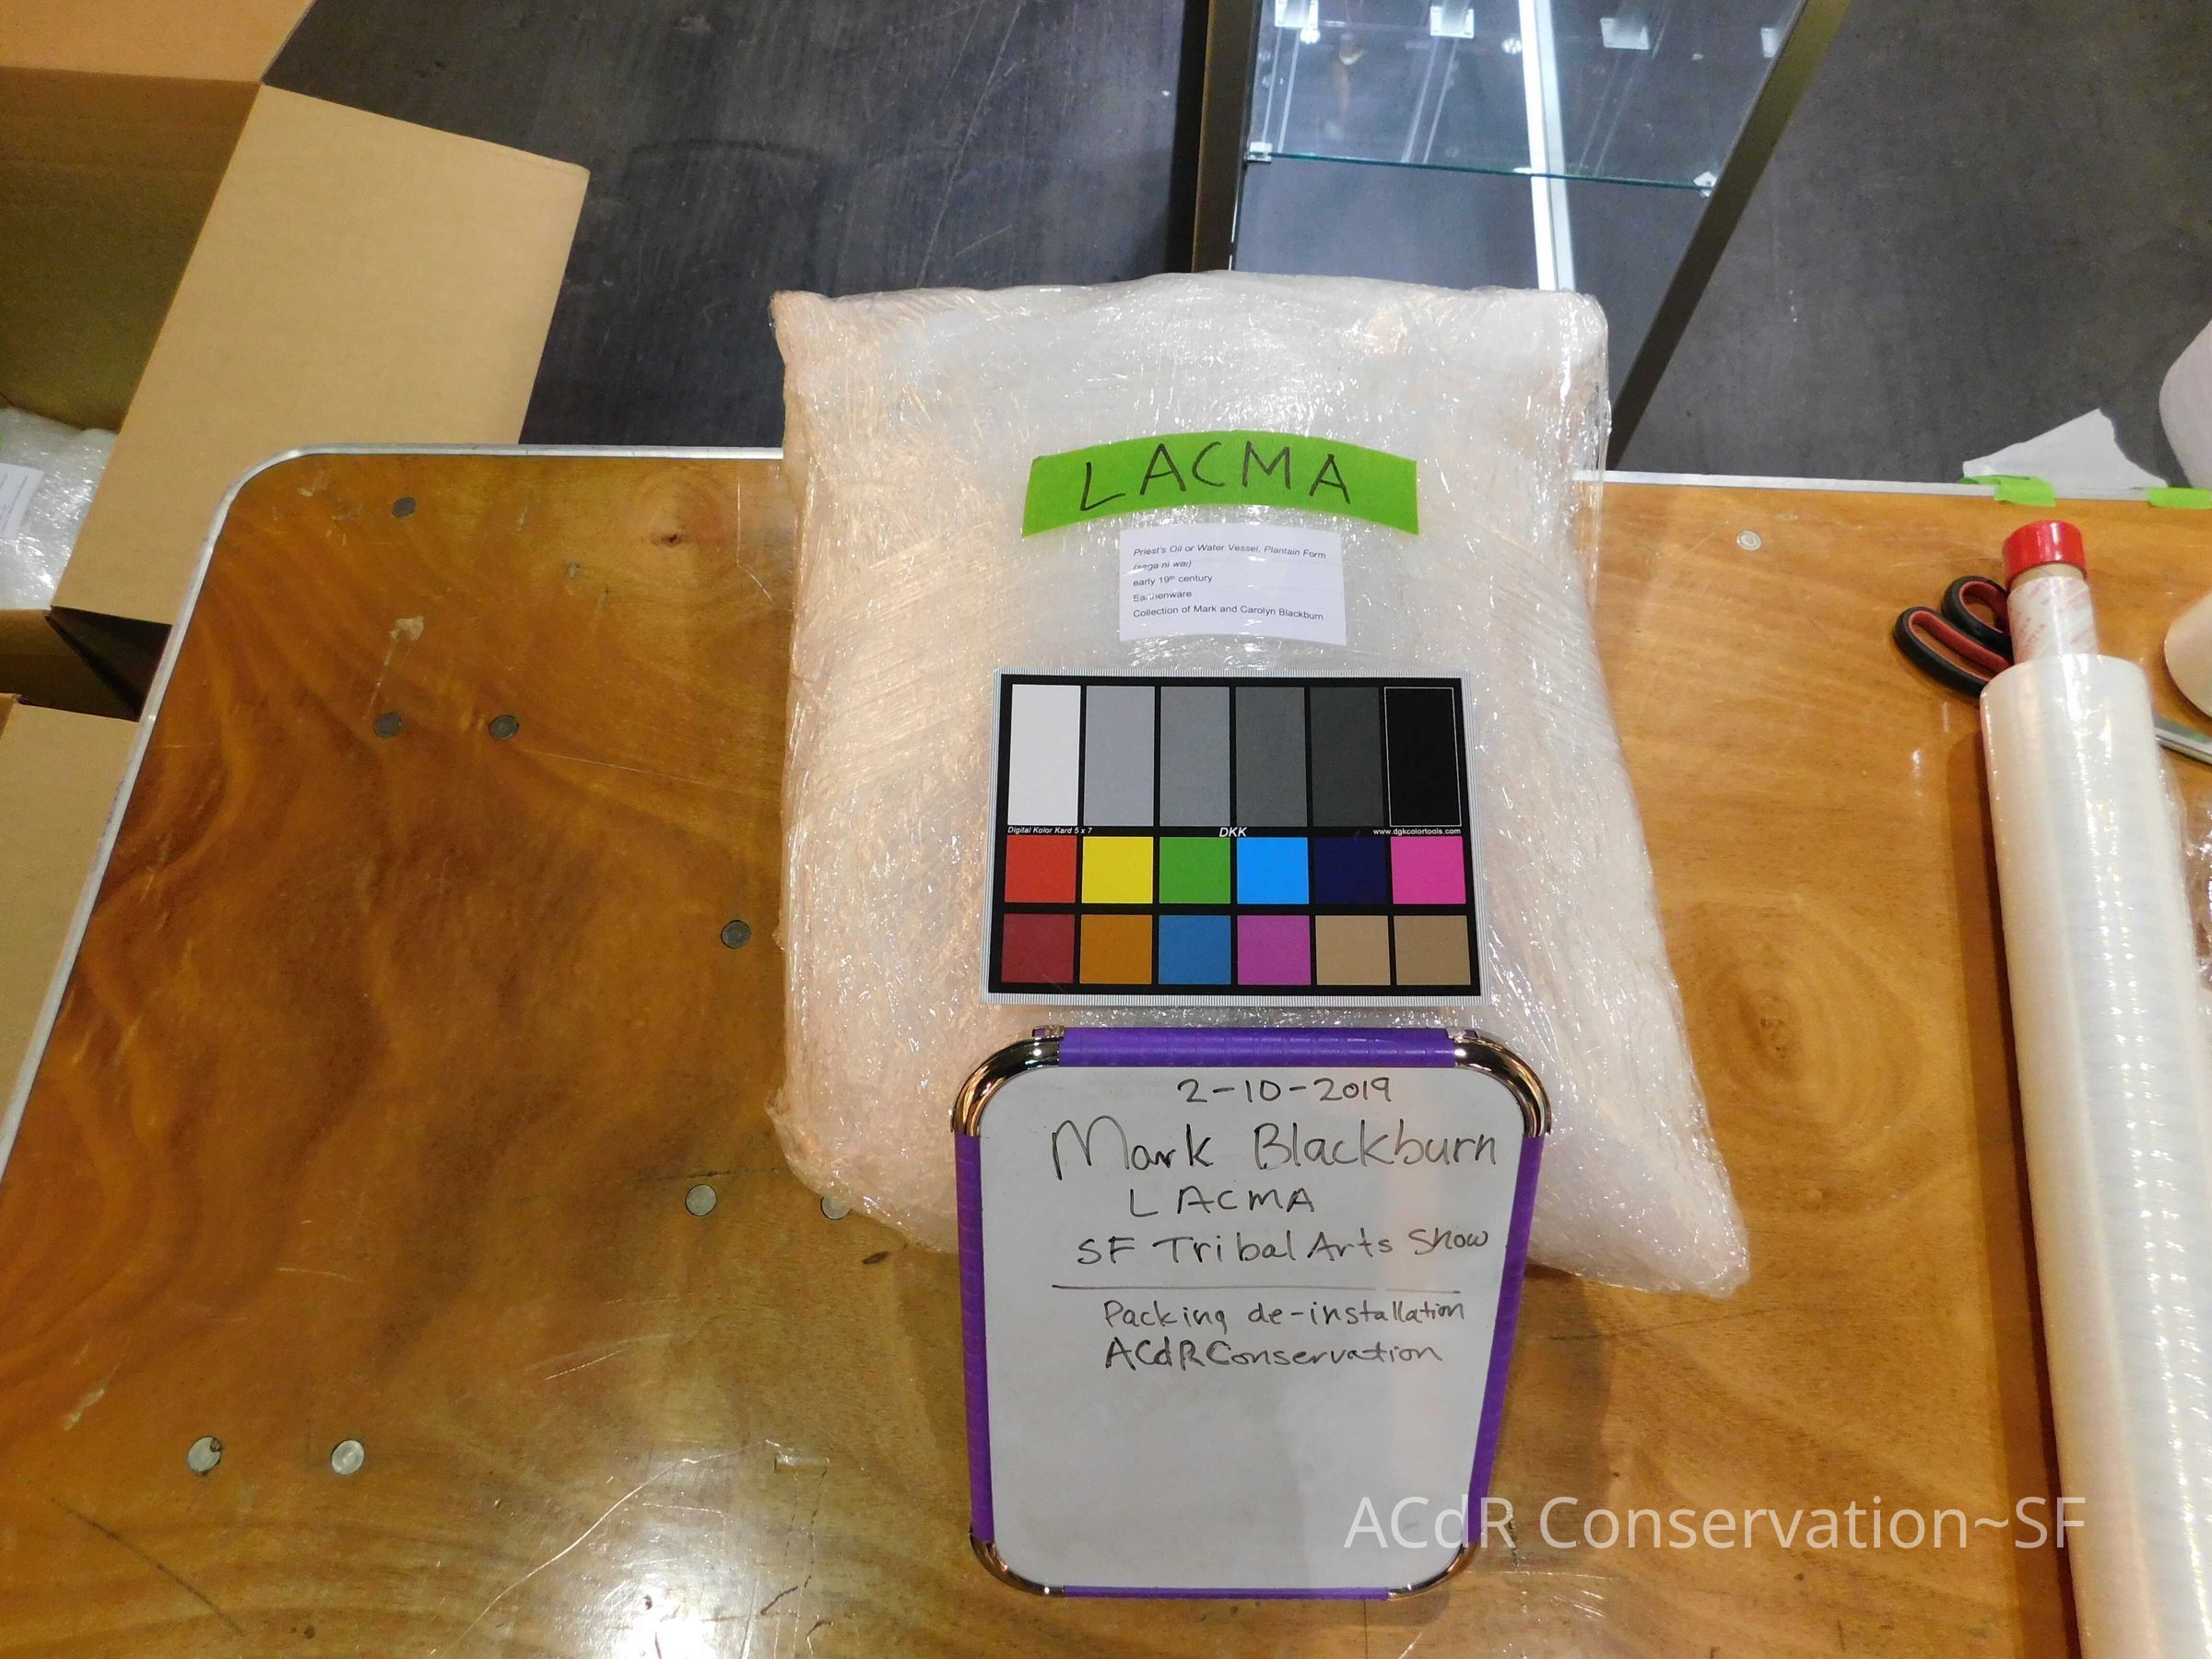 LACMA
Priest's Oil or Water Vessel, Plantain Form
(saqa ni wai)
early 19th century
Earthenware
Collection of Mark and Carolyn Blackburn
Digital Kolor Kard 5 x 7 DKK www.dgkcolortools.com
2-10-2019
Mark Blackburn
LACMA
SF Tribal Arts Show
Packing de-installation
ACdR Conservation
ACdR Conservation~SF